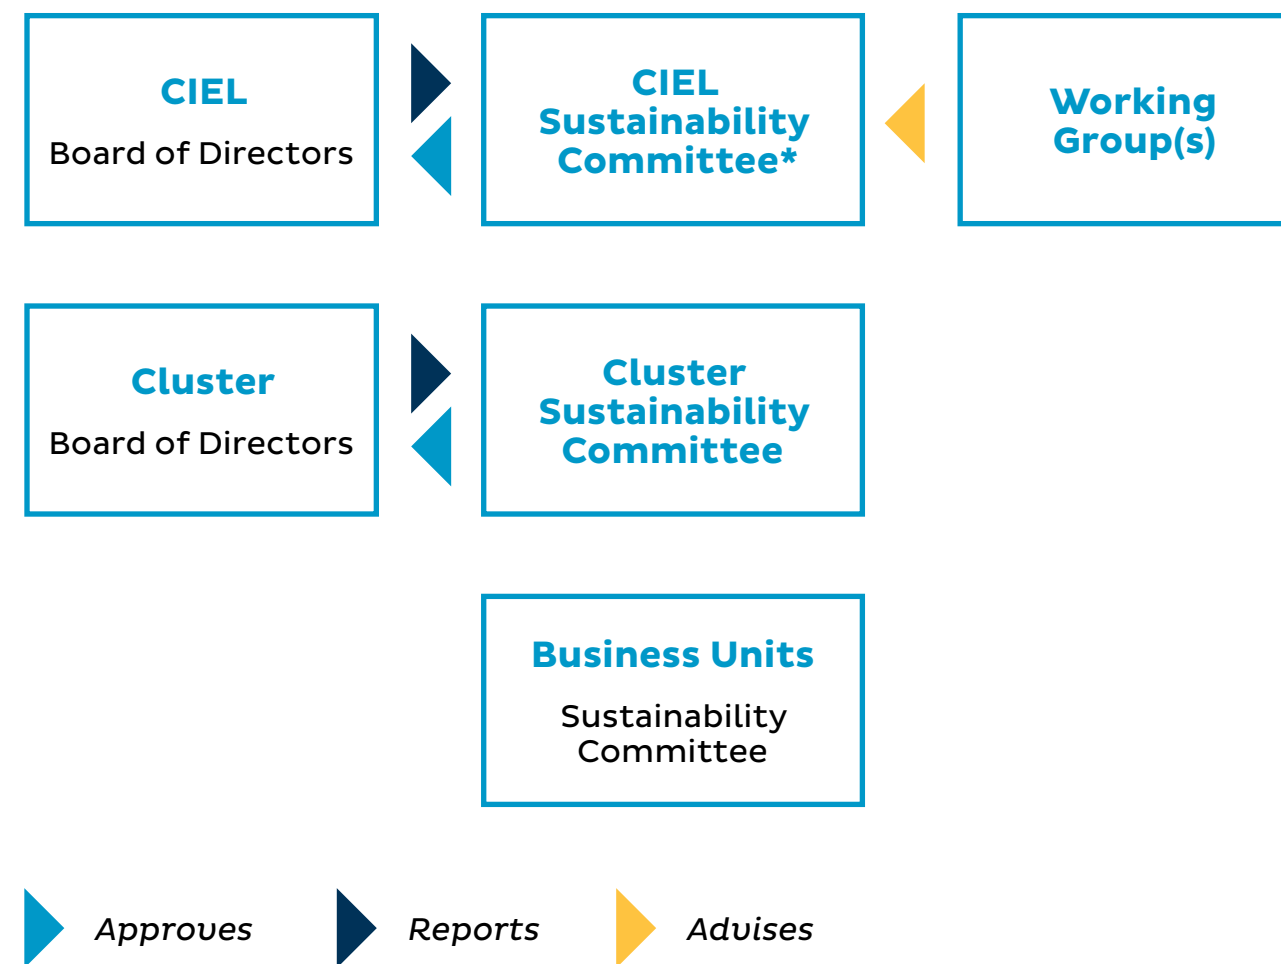 CIEL
Board of Directors
CIEL
Sustainability
Committee*
Working
Group(s)
Cluster
Board of Directors
Cluster
Sustainability
Committee
Business Units
Sustainability
Committee
Approves
Reports
Advises